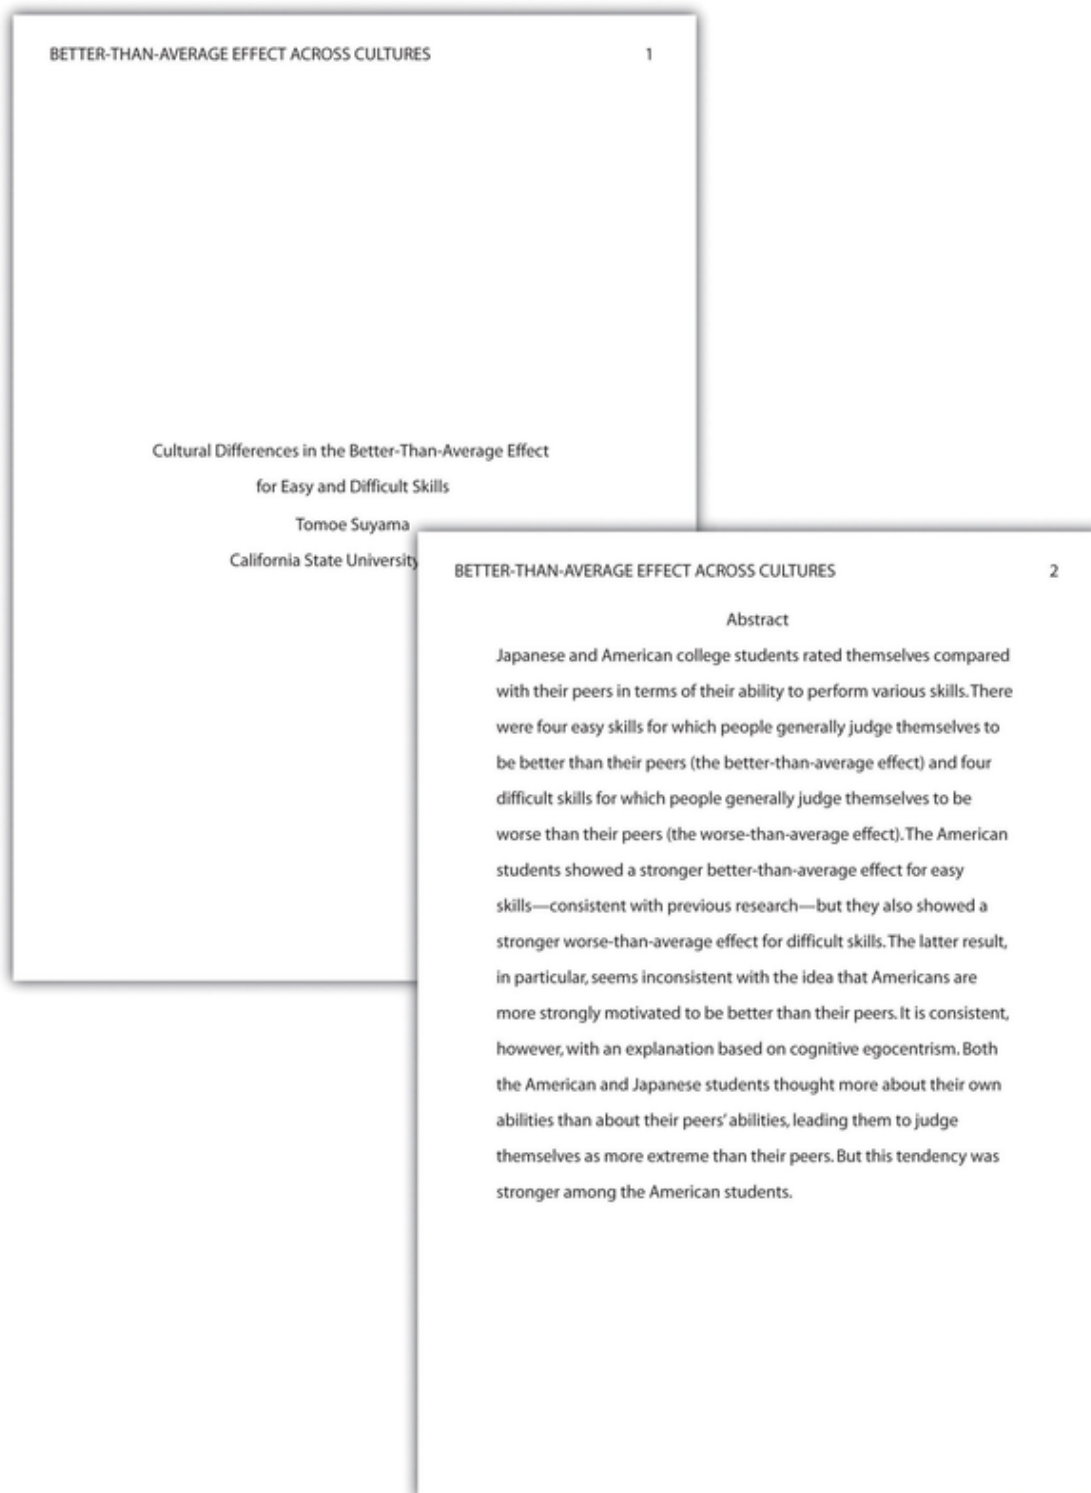 BETTER-THAN-AVERAGE EFFECT ACROSS CULTURES 1
Cultural Differences in the Better-Than-Average Effect
for Easy and Difficult Skills
Tomoe Suyama
California State University
BETTER-THAN-AVERAGE EFFECT ACROSS CULTURES 2
Abstract
Japanese and American college students rated themselves compared
with their peers in terms of their ability to perform various skills. There
were four easy skills for which people generally judge themselves to
be better than their peers (the better-than-average effect) and four
difficult skills for which people generally judge themselves to be
worse than their peers (the worse-than-average effect). The American
students showed a stronger better-than-average effect for easy
skills—consistent with previous research—but they also showed a
stronger worse-than-average effect for difficult skills. The latter result,
in particular, seems inconsistent with the idea that Americans are
more strongly motivated to be better than their peers. It is consistent,
however, with an explanation based on cognitive egocentrism. Both
the American and Japanese students thought more about their own
abilities than about their peers’ abilities, leading them to judge
themselves as more extreme than their peers. But this tendency was
stronger among the American students.